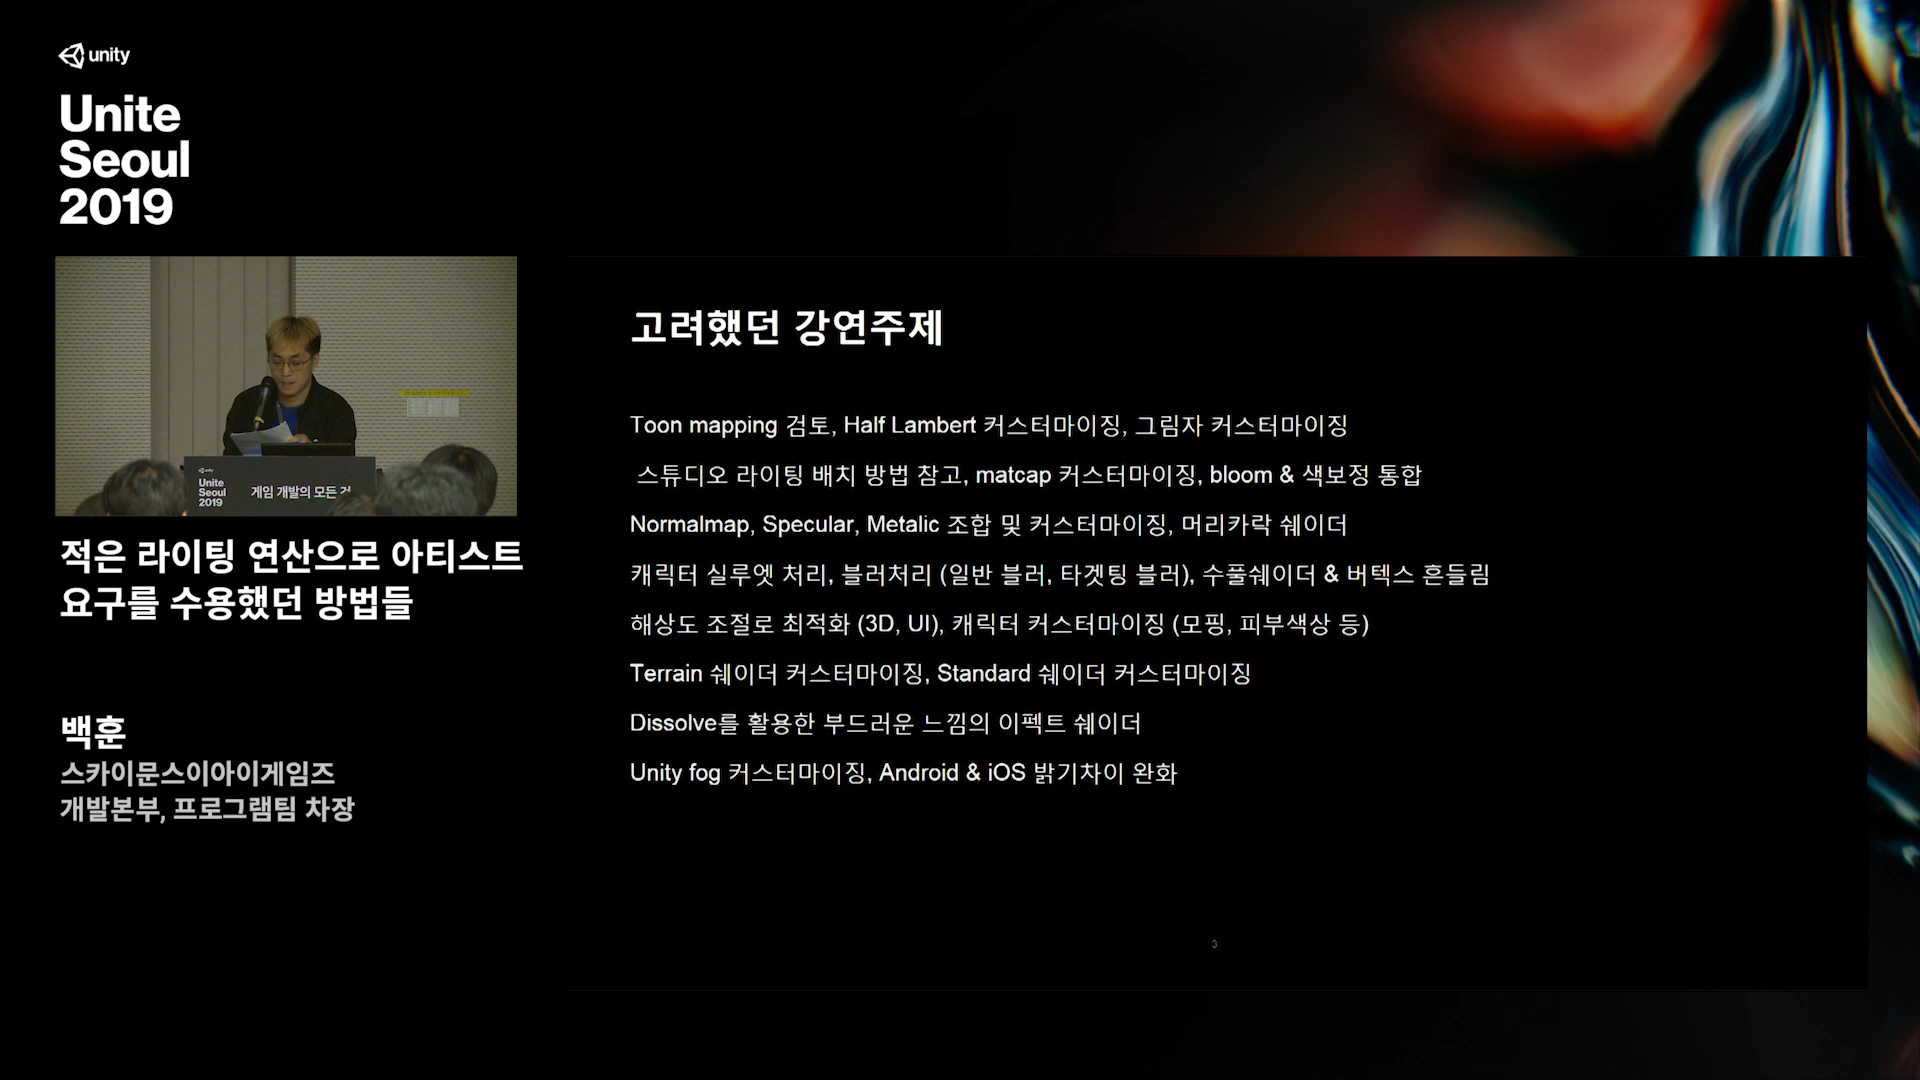 unity
Unite
Seoul
2019
unity
Unite
Seoul
2019
게임 개발의 모든
적은 라이팅 연산으로 아티스트
요구를 수용했던 방법들
백훈
스카이문스이아이게임즈
개발본부, 프로그램팀 차장
고려했던 강연주제
Toon mapping 검토, Half Lambert 커스터마이징, 그림자 커스터마이징
스튜디오 라이팅 배치 방법 참고, matcap 커스터마이징, bloom & 색보정 통합
Normalmap, Specular, Metalic 조합 및 커스터마이징, 머리카락 쉐이더
캐릭터 실루엣 처리, 블러처리 (일반 블러, 타겟팅 블러), 수풀쉐이더 & 버텍스 흔들림
해상도 조절로 최적화 (3D, UI), 캐릭터 커스터마이징 (모핑, 피부색상 등)
Terrain 쉐이더 커스터마이징, Standard 쉐이더 커스터마이징
Dissolve를 활용한 부드러운 느낌의 이펙트 쉐이더
Unity fog 커스터마이징, Android & iOS 밝기차이 완화
3